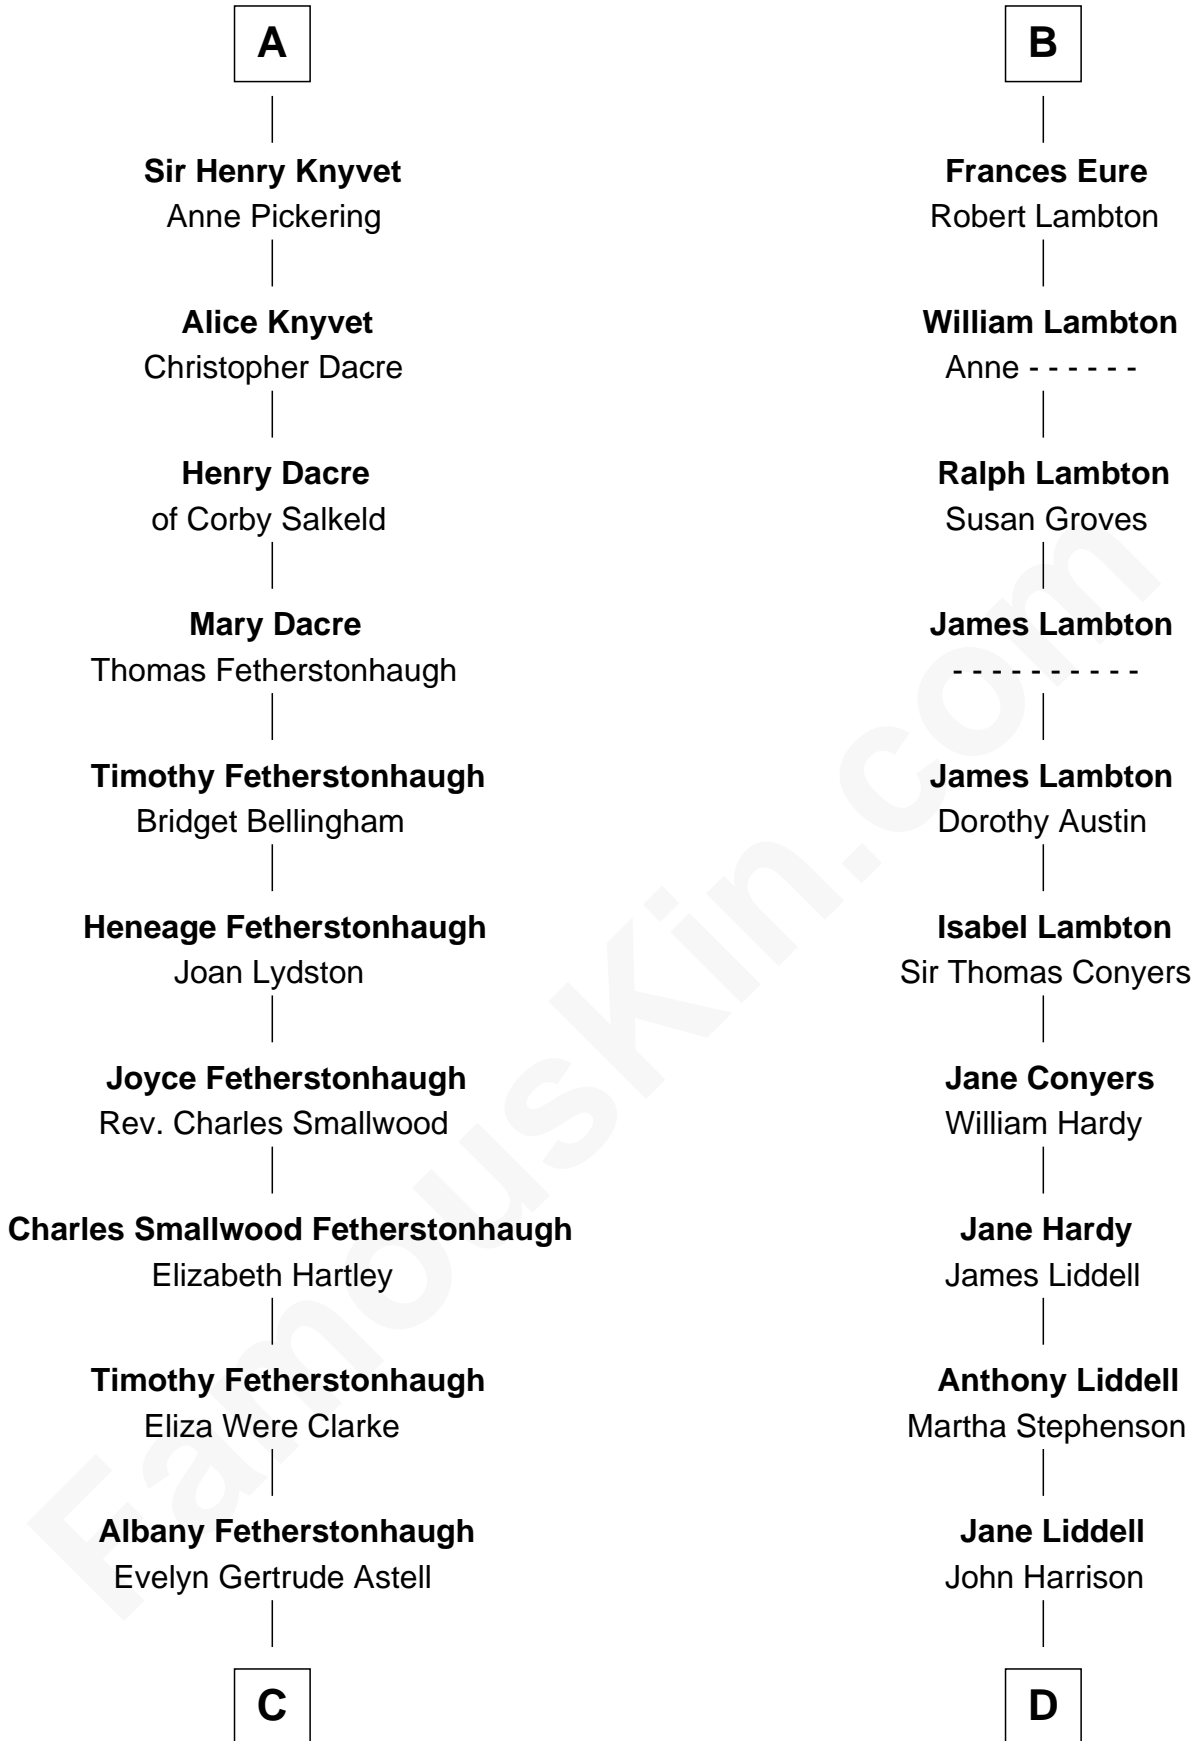 A
Sir Henry Knyvet
Anne Pickering
Alice Knyvet
Christopher Dacre
Henry Dacre
of Corby Salkeld
Mary Dacre
Thomas Fetherstonhaugh
Timothy Fetherstonhaugh
Bridget Bellingham
Heneage Fetherstonhaugh
Joan Lydston
Joyce Fetherstonhaugh
Rev. Charles Smallwood
Charles Smallwood Fetherstonhaugh
Elizabeth Hartley
Timothy Fetherstonhaugh
Eliza Were Clarke
Albany Fetherstonhaugh
Evelyn Gertrude Astell
C
B
Frances Eure
Robert Lambton
William Lambton
Anne - - - - - -
Ralph Lambton
Susan Groves
James Lambton
- - - - - - - - - -
James Lambton
Dorothy Austin
Isabel Lambton
Sir Thomas Conyers
Jane Conyers
William Hardy
Jane Hardy
James Liddell
Anthony Liddell
Martha Stephenson
Jane Liddell
John Harrison
D
FamousKin.com